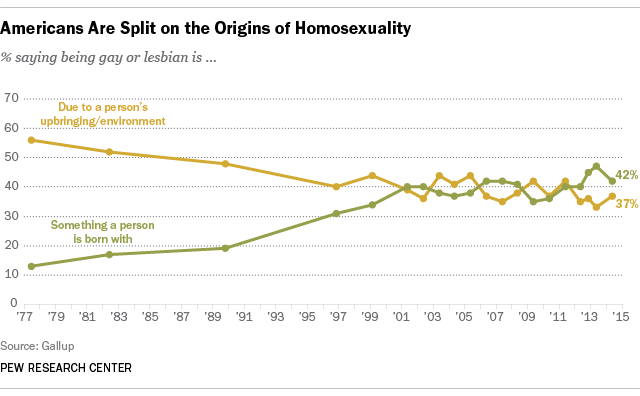 Americans Are Split on the Origins of Homosexuality
% saying being gay or lesbian is ...
70
Due to a person's
upbringing/environment
60
50
42%
40
37%
30
Something a person
is born with
20
10
0
'77 '79 '81 '83 '85 '87 '89 '91 '93 '95 '97 '99 '01 '03 '05 '07 '09 '11 '13 '15
Source: Gallup
PEW RESEARCH CENTER